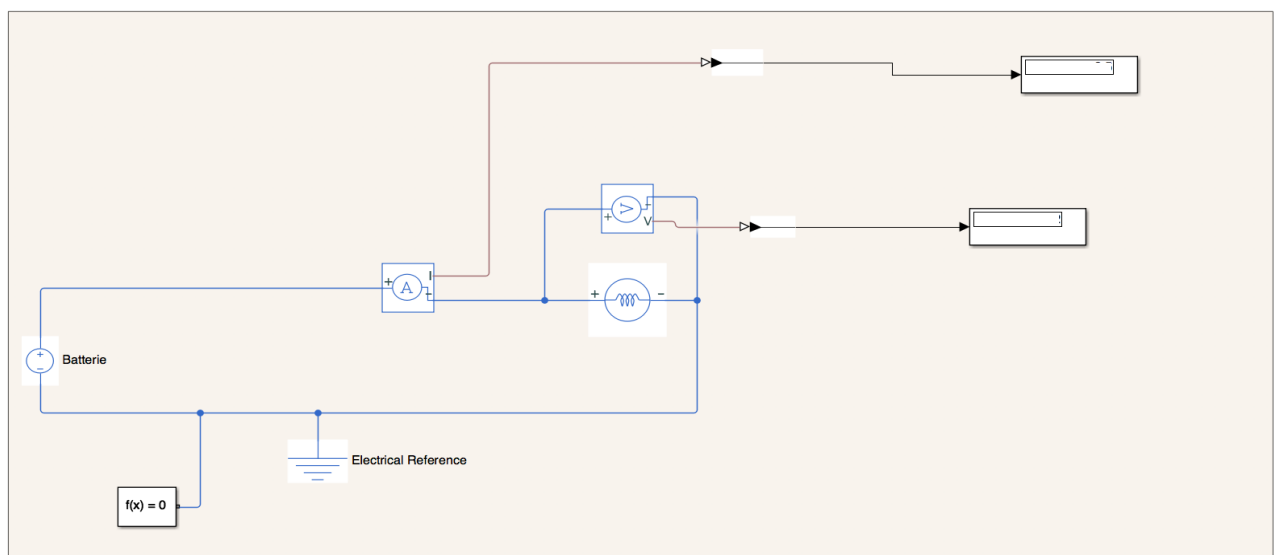 I
+
-
A
+
-
V
V
+
-
+
-
Batterie
Electrical Reference
f(x) = 0